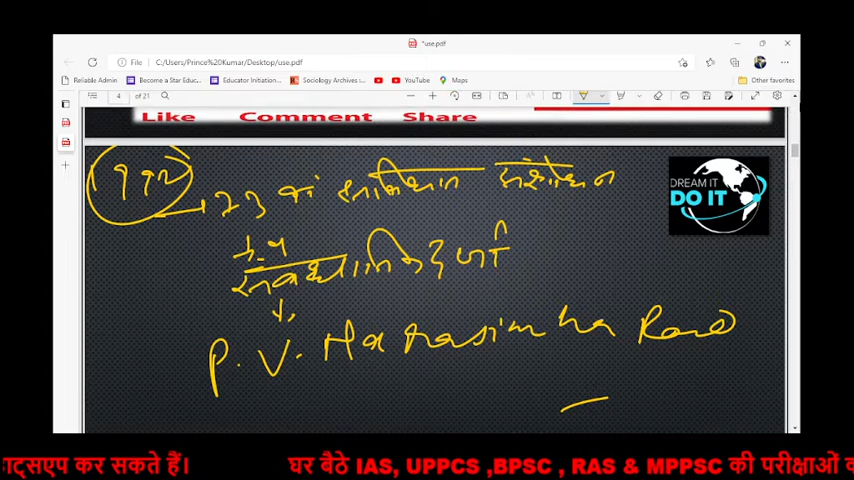 *use.pdf
File C:/Users/Prince%20Kumar/Desktop/use.pdf
Reliable Admin Become a Star Educ... Educator Initiation... Sociology Archives |... YouTube Maps Other favorites
4 of 21
Like Comment Share
1992
73 वां संविधान संशोधन
DREAM IT
DO IT
संवैधानिक दर्जा
P. V. Narasimha Rao
ाट्सएप कर सकते हैं। घर बैठे IAS, UPPCS ,BPSC , RAS & MPPSC की परीक्षाओं क